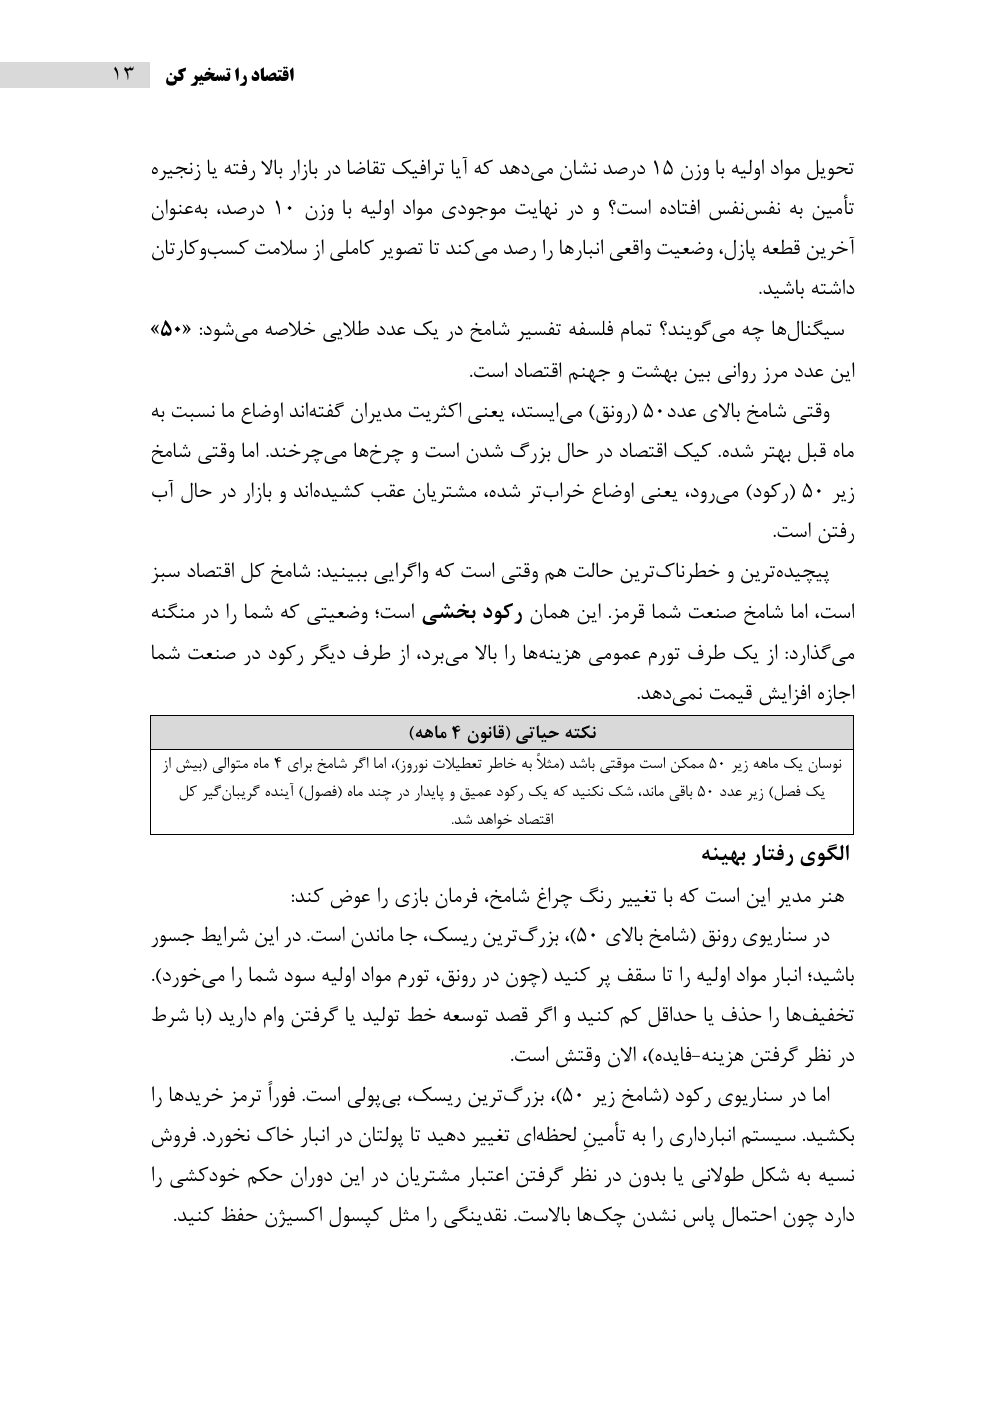 اقتصاد را تسخیر کن ۱۳
تحویل مواد اولیه با وزن ۱۵ درصد نشان می‌دهد که آیا ترافیک تقاضا در بازار بالا رفته یا زنجیره
تأمین به نفس‌نفس افتاده است؟ و در نهایت موجودی مواد اولیه با وزن ۱۰ درصد، به‌عنوان
آخرین قطعه پازل، وضعیت واقعی انبارها را رصد می‌کند تا تصویر کاملی از سلامت کسب‌وکارتان
داشته باشید.
سیگنال‌ها چه می‌گویند؟ تمام فلسفه تفسیر شامخ در یک عدد طلایی خلاصه می‌شود: «۵۰»
این عدد مرز روانی بین بهشت و جهنم اقتصاد است.
وقتی شامخ بالای عدد۵۰ (رونق) می‌ایستد، یعنی اکثریت مدیران گفته‌اند اوضاع ما نسبت به
ماه قبل بهتر شده. کیک اقتصاد در حال بزرگ شدن است و چرخ‌ها می‌چرخند. اما وقتی شامخ
زیر ۵۰ (رکود) می‌رود، یعنی اوضاع خراب‌تر شده، مشتریان عقب کشیده‌اند و بازار در حال آب
رفتن است.
پیچیده‌ترین و خطرناک‌ترین حالت هم وقتی است که واگرایی ببینید: شامخ کل اقتصاد سبز
است، اما شامخ صنعت شما قرمز. این همان رکود بخشی است؛ وضعیتی که شما را در منگنه
می‌گذارد: از یک طرف تورم عمومی هزینه‌ها را بالا می‌برد، از طرف دیگر رکود در صنعت شما
اجازه افزایش قیمت نمی‌دهد.
نکته حیاتی (قانون ۴ ماهه)
نوسان یک ماهه زیر ۵۰ ممکن است موقتی باشد (مثلاً به خاطر تعطیلات نوروز)، اما اگر شامخ برای ۴ ماه متوالی (بیش از
یک فصل) زیر عدد ۵۰ باقی ماند، شک نکنید که یک رکود عمیق و پایدار در چند ماه (فصول) آینده گریبان‌گیر کل
اقتصاد خواهد شد.
الگوی رفتار بهینه
هنر مدیر این است که با تغییر رنگ چراغ شامخ، فرمان بازی را عوض کند:
در سناریوی رونق (شامخ بالای ۵۰)، بزرگ‌ترین ریسک، جا ماندن است. در این شرایط جسور
باشید؛ انبار مواد اولیه را تا سقف پر کنید (چون در رونق، تورم مواد اولیه سود شما را می‌خورد).
تخفیف‌ها را حذف یا حداقل کم کنید و اگر قصد توسعه خط تولید یا گرفتن وام دارید (با شرط
در نظر گرفتن هزینه-فایده)، الان وقتش است.
اما در سناریوی رکود (شامخ زیر ۵۰)، بزرگ‌ترین ریسک، بی‌پولی است. فوراً ترمز خریدها را
بکشید. سیستم انبارداری را به تأمینِ لحظه‌ای تغییر دهید تا پولتان در انبار خاک نخورد. فروش
نسیه به شکل طولانی یا بدون در نظر گرفتن اعتبار مشتریان در این دوران حکم خودکشی را
دارد چون احتمال پاس نشدن چک‌ها بالاست. نقدینگی را مثل کپسول اکسیژن حفظ کنید.